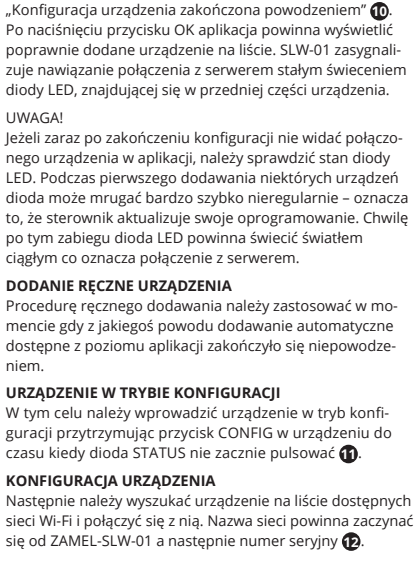 „Konfiguracja urządzenia zakończona powodzeniem” 10.
Po naciśnięciu przycisku OK aplikacja powinna wyświetlić
poprawnie dodane urządzenie na liście. SLW-01 zasygnali-
zuje nawiązanie połączenia z serwerem stałym świeceniem
diody LED, znajdującej się w przedniej części urządzenia.
UWAGA!
Jeżeli zaraz po zakończeniu konfiguracji nie widać połączo-
nego urządzenia w aplikacji, należy sprawdzić stan diody
LED. Podczas pierwszego dodawania niektórych urządzeń
dioda może mrugać bardzo szybko nieregularnie – oznacza
to, że sterownik aktualizuje swoje oprogramowanie. Chwilę
po tym zabiegu dioda LED powinna świecić światłem
ciągłym co oznacza połączenie z serwerem.
DODANIE RĘCZNE URZĄDZENIA
Procedurę ręcznego dodawania należy zastosować w mo-
mencie gdy z jakiegoś powodu dodawanie automatyczne
dostępne z poziomu aplikacji zakończyło się niepowodze-
niem.
URZĄDZENIE W TRYBIE KONFIGURACJI
W tym celu należy wprowadzić urządzenie w tryb konfi-
guracji przytrzymując przycisk CONFIG w urządzeniu do
czasu kiedy dioda STATUS nie zacznie pulsować 11.
KONFIGURACJA URZĄDZENIA
Następnie należy wyszukać urządzenie na liście dostępnych
sieci Wi-Fi i połączyć się z nią. Nazwa sieci powinna zaczynać
się od ZAMEL-SLW-01 a następnie numer seryjny 12.